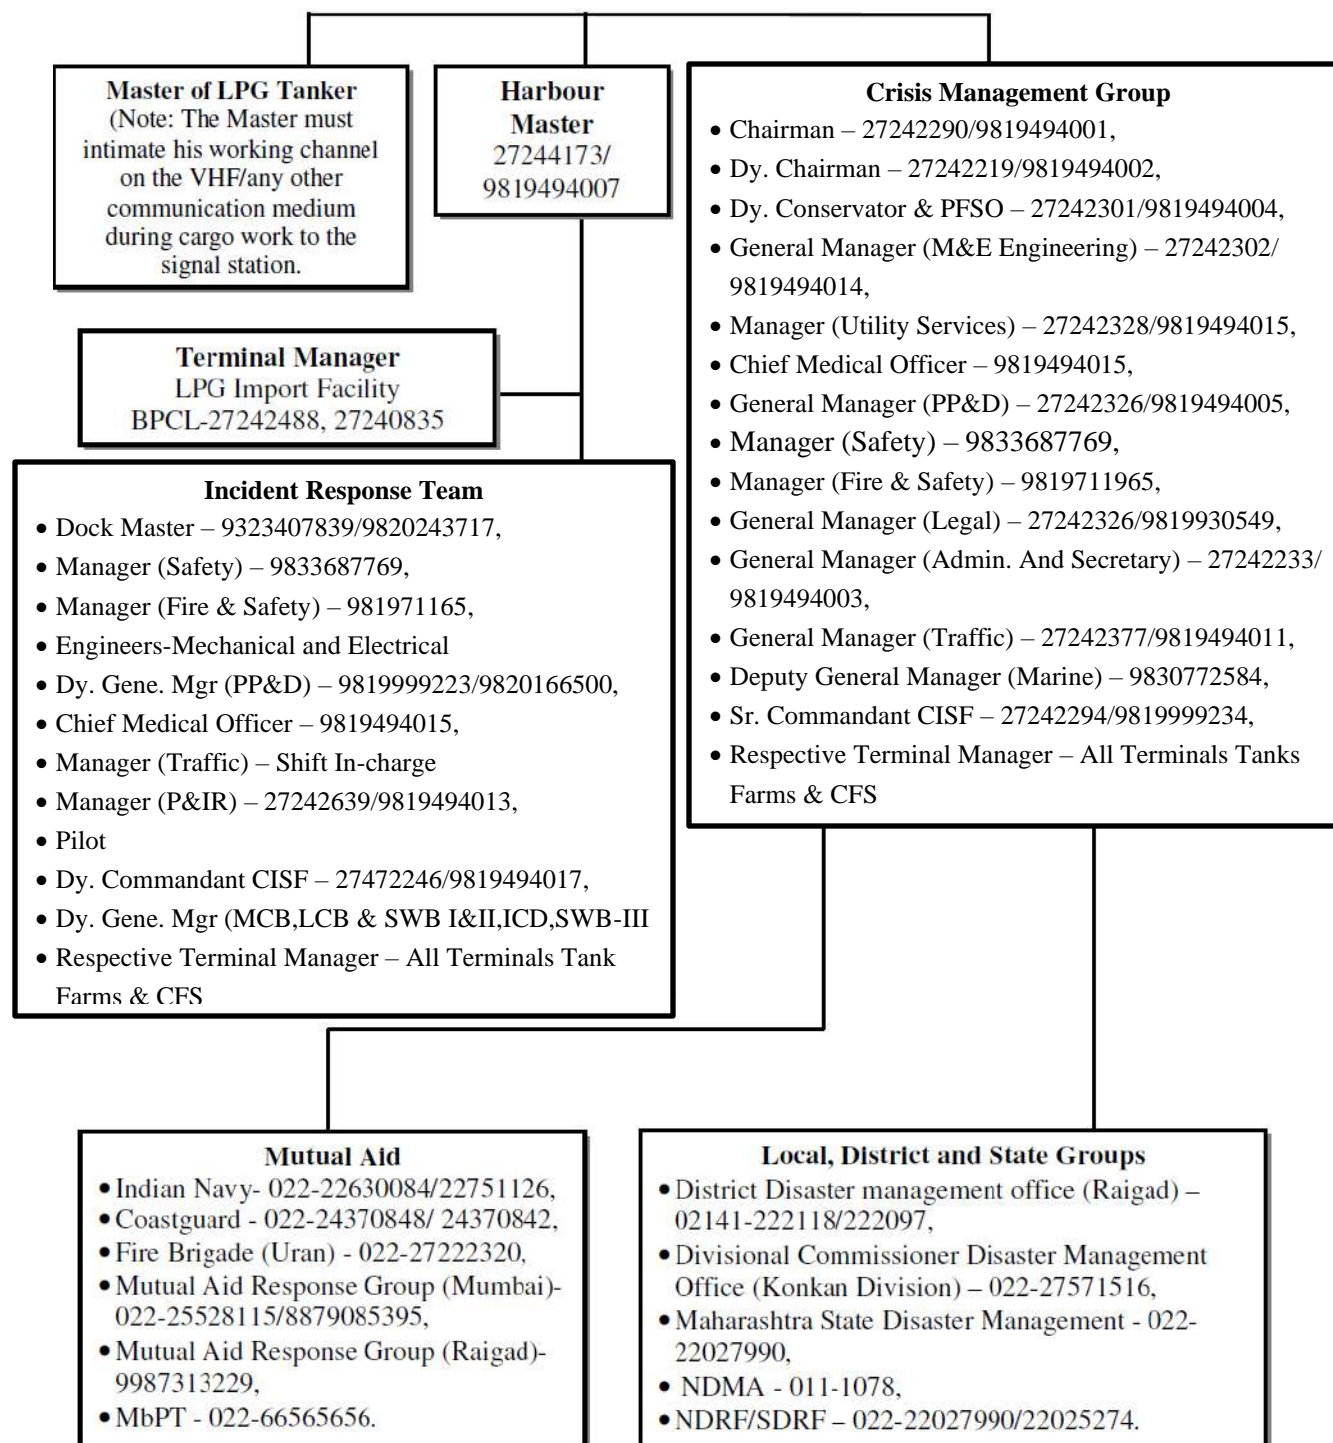 Master of LPG Tanker
(Note: The Master must
intimate his working channel
on the VHF/any other
communication medium
during cargo work to the
signal station.
Harbour
Master
27244173/
9819494007
Crisis Management Group
• Chairman – 27242290/9819494001,
• Dy. Chairman – 27242219/9819494002,
• Dy. Conservator & PFSO – 27242301/9819494004,
• General Manager (M&E Engineering) – 27242302/
9819494014,
• Manager (Utility Services) – 27242328/9819494015,
• Chief Medical Officer – 9819494015,
• General Manager (PP&D) – 27242326/9819494005,
• Manager (Safety) – 9833687769,
• Manager (Fire & Safety) – 9819711965,
• General Manager (Legal) – 27242326/9819930549,
• General Manager (Admin. And Secretary) – 27242233/
9819494003,
• General Manager (Traffic) – 27242377/9819494011,
• Deputy General Manager (Marine) – 9830772584,
• Sr. Commandant CISF – 27242294/9819999234,
• Respective Terminal Manager – All Terminals Tanks
Farms & CFS
Terminal Manager
LPG Import Facility
BPCL-27242488, 27240835
Incident Response Team
• Dock Master – 9323407839/9820243717,
• Manager (Safety) – 9833687769,
• Manager (Fire & Safety) – 981971165,
• Engineers-Mechanical and Electrical
• Dy. Gene. Mgr (PP&D) – 9819999223/9820166500,
• Chief Medical Officer – 9819494015,
• Manager (Traffic) – Shift In-charge
• Manager (P&IR) – 27242639/9819494013,
• Pilot
• Dy. Commandant CISF – 27472246/9819494017,
• Dy. Gene. Mgr (MCB,LCB & SWB I&II,ICD,SWB-III
• Respective Terminal Manager – All Terminals Tank
Farms & CFS
Mutual Aid
• Indian Navy- 022-22630084/22751126,
• Coastguard - 022-24370848/ 24370842,
• Fire Brigade (Uran) - 022-27222320,
• Mutual Aid Response Group (Mumbai)-
022-25528115/8879085395,
• Mutual Aid Response Group (Raigad)-
9987313229,
• MbPT - 022-66565656.
Local, District and State Groups
• District Disaster management office (Raigad) –
02141-222118/222097,
• Divisional Commissioner Disaster Management
Office (Konkan Division) – 022-27571516,
• Maharashtra State Disaster Management - 022-
22027990,
• NDMA - 011-1078,
• NDRF/SDRF – 022-22027990/22025274.